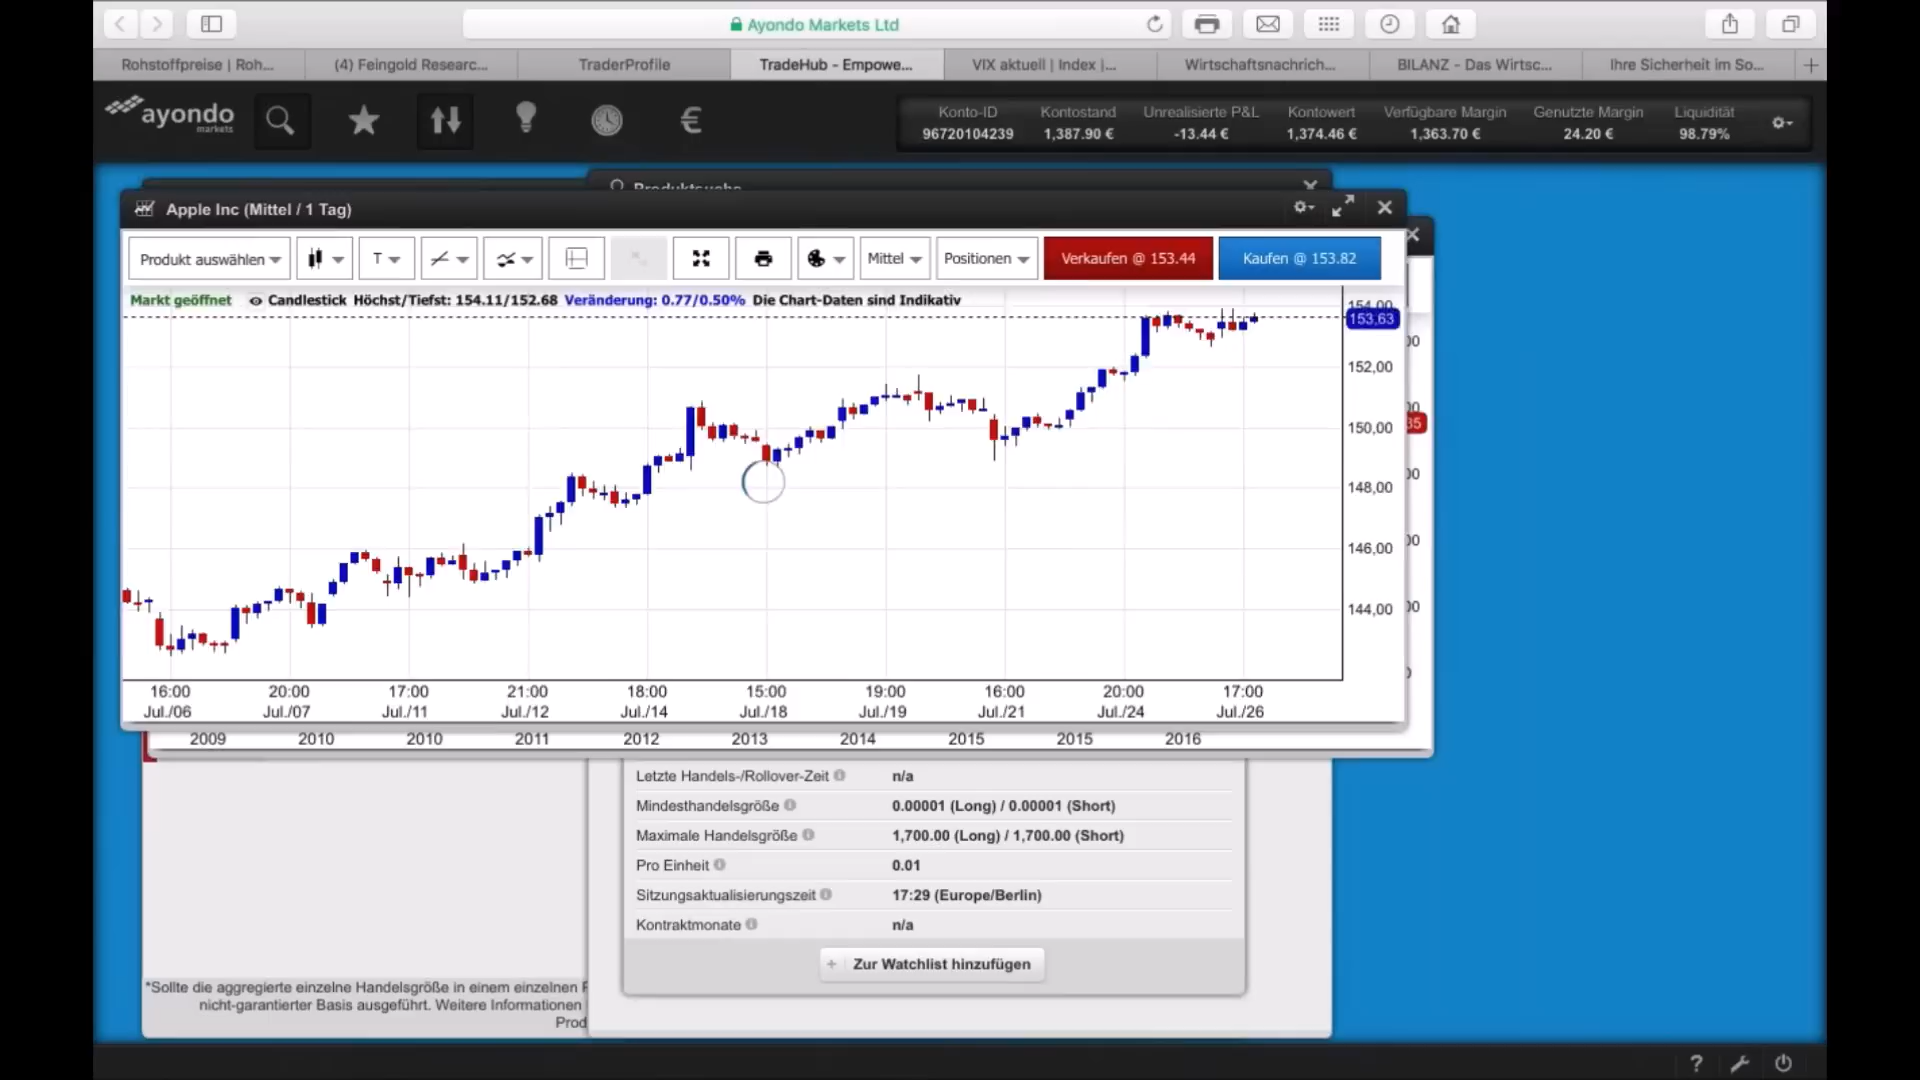 Ayondo Markets Ltd
Rohstoffpreise | Roh...
(4) Feingold Researc...
TraderProfile
TradeHub - Empowe...
VIX aktuell | Index |...
Wirtschaftsnachrich...
BILANZ - Das Wirtsc...
Ihre Sicherheit im So...
ayondo
markets
Konto-ID
96720104239
Kontostand
1,387.90 €
Unrealisierte P&L
-13.44 €
Kontowert
1,374.46 €
Verfügbare Margin
1,363.70 €
Genutzte Margin
24.20 €
Liquidität
98.79%
Produktsuche
Apple Inc (Mittel / 1 Tag)
Produkt auswählen
T
Mittel
Positionen
Verkaufen @ 153.44
Kaufen @ 153.82
Markt geöffnet Candlestick Höchst/Tiefst: 154.11/152.68 Veränderung: 0.77/0.50% Die Chart-Daten sind Indikativ
154,00
153,63
152,00
150,00
148,00
146,00
144,00
35
16:00 20:00 17:00 21:00 18:00 15:00 19:00 16:00 20:00 17:00
Jul./06 Jul./07 Jul./11 Jul./12 Jul./14 Jul./18 Jul./19 Jul./21 Jul./24 Jul./26
2009 2010 2010 2011 2012 2013 2014 2015 2015 2016
Letzte Handels-/Rollover-Zeit n/a
Mindesthandelsgröße 0.00001 (Long) / 0.00001 (Short)
Maximale Handelsgröße 1,700.00 (Long) / 1,700.00 (Short)
Pro Einheit 0.01
Sitzungsaktualisierungszeit 17:29 (Europe/Berlin)
Kontraktmonate n/a
+ Zur Watchlist hinzufügen
*Sollte die aggregierte einzelne Handelsgröße in einem einzelnen
nicht-garantierter Basis ausgeführt. Weitere Informationen
Prod